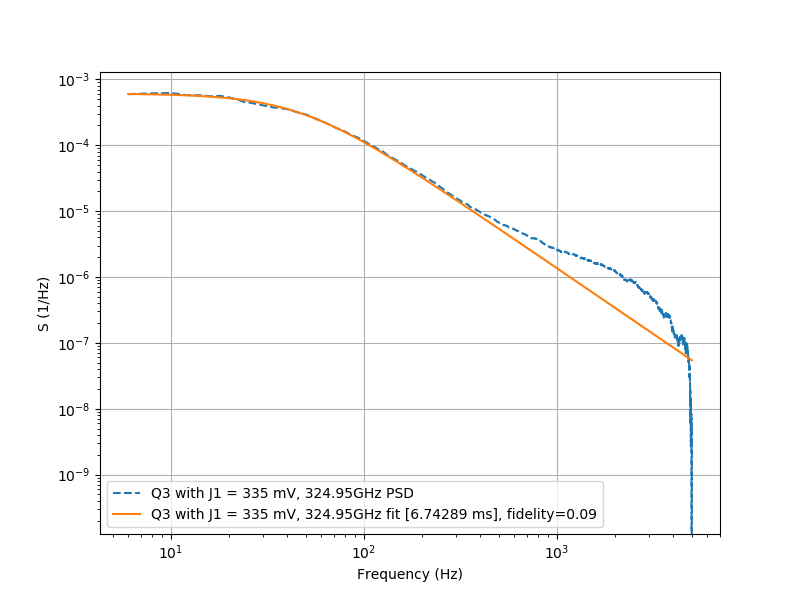 10⁻³
10⁻⁴
10⁻⁵
10⁻⁶
10⁻⁷
10⁻⁸
10⁻⁹
S (1/Hz)
Q3 with J1 = 335 mV, 324.95GHz PSD
Q3 with J1 = 335 mV, 324.95GHz fit [6.74289 ms], fidelity=0.09
10¹ 10² 10³
Frequency (Hz)